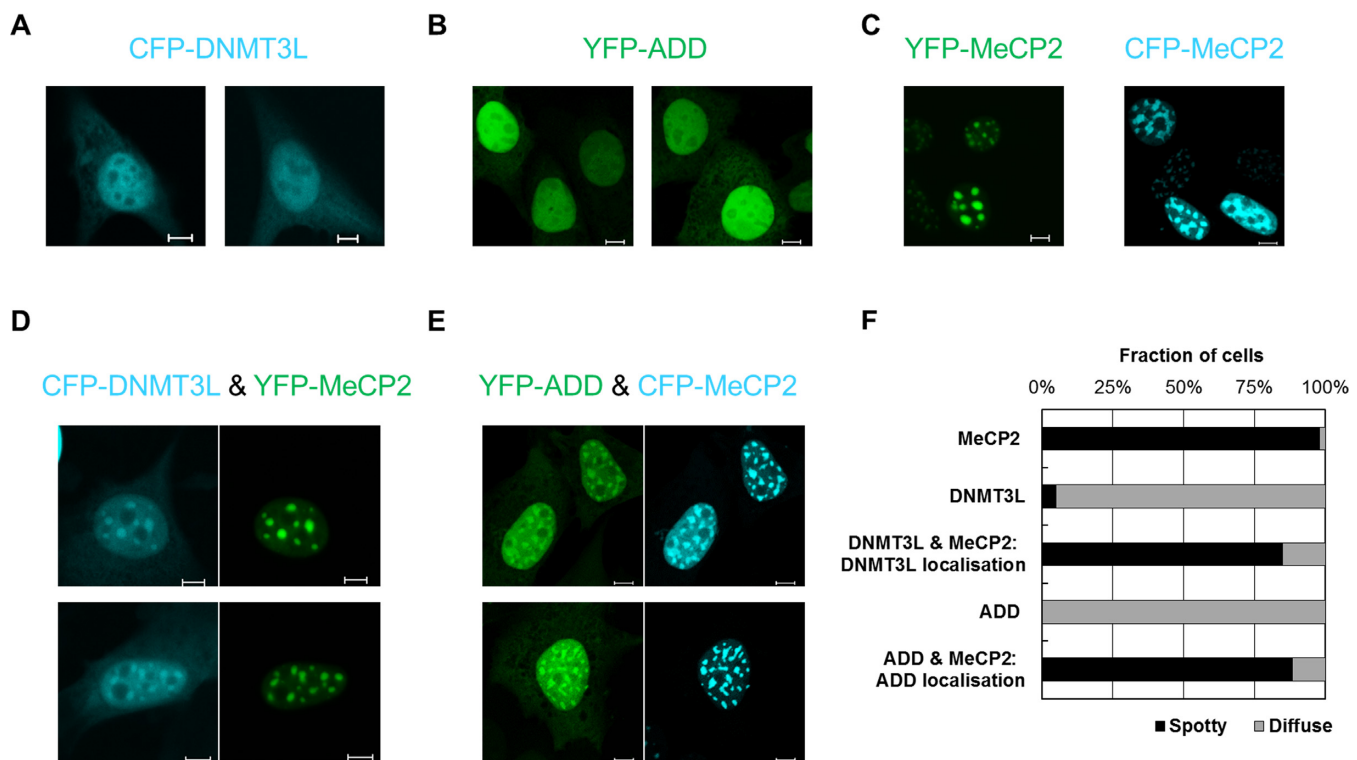 A
CFP-DNMT3L
B
YFP-ADD
C
YFP-MeCP2
CFP-MeCP2
D
CFP-DNMT3L & YFP-MeCP2
E
YFP-ADD & CFP-MeCP2
F
Fraction of cells
0% 25% 50% 75% 100%
MeCP2
DNMT3L
DNMT3L & MeCP2:
DNMT3L localisation
ADD
ADD & MeCP2:
ADD localisation
Spotty Diffuse